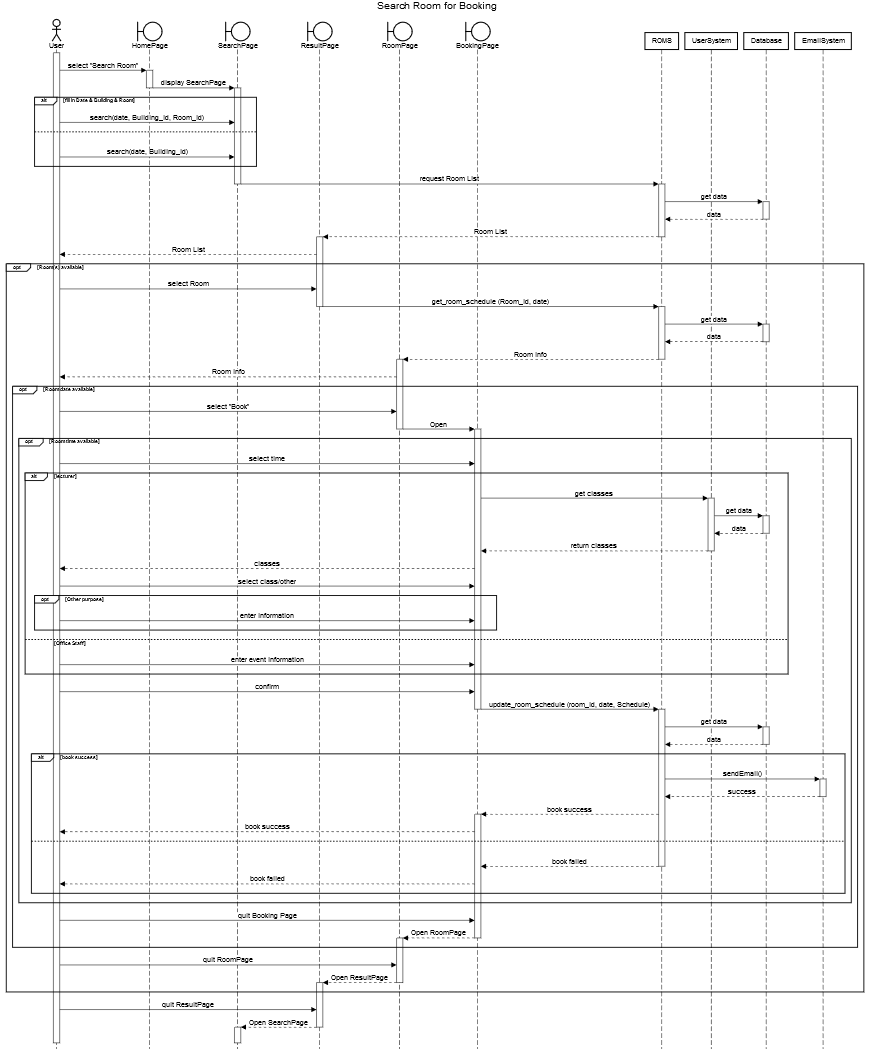 Search Room for Booking
User
HomePage
SearchPage
ResultPage
RoomPage
BookingPage
ROMS
UserSystem
Database
EmailSystem
select "Search Room"
display SearchPage
alt [fill in Date & Building & Room]
search(date, Building_id, Room_id)
search(date, Building_id)
request Room List
get data
data
Room List
Room List
opt [Room(s) available]
select Room
get_room_schedule (Room_id, date)
get data
data
Room info
Room info
opt [Room date available]
select "Book"
Open
opt [Room time available]
select time
alt [lecturer]
get classes
get data
data
return classes
classes
select class/other
opt [Other purpose]
enter information
[Office Staff]
enter event information
confirm
update_room_schedule (room_id, date, Schedule)
get data
data
alt [book success]
sendEmail()
success
book success
book success
book failed
book failed
quit Booking Page
Open RoomPage
quit RoomPage
Open ResultPage
quit ResultPage
Open SearchPage